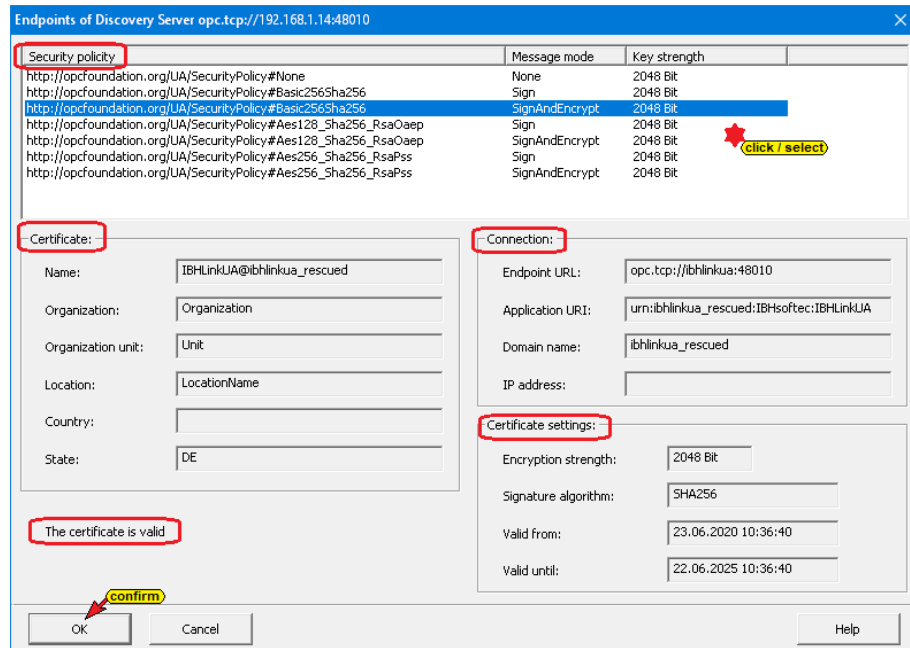 Endpoints of Discovery Server opc.tcp://192.168.1.14:48010
Security policity Message mode Key strength
http://opcfoundation.org/UA/SecurityPolicy#None None 2048 Bit
http://opcfoundation.org/UA/SecurityPolicy#Basic256Sha256 Sign 2048 Bit
http://opcfoundation.org/UA/SecurityPolicy#Basic256Sha256 SignAndEncrypt 2048 Bit
http://opcfoundation.org/UA/SecurityPolicy#Aes128_Sha256_RsaOaep Sign 2048 Bit
http://opcfoundation.org/UA/SecurityPolicy#Aes128_Sha256_RsaOaep SignAndEncrypt 2048 Bit
http://opcfoundation.org/UA/SecurityPolicy#Aes256_Sha256_RsaPss Sign 2048 Bit
http://opcfoundation.org/UA/SecurityPolicy#Aes256_Sha256_RsaPss SignAndEncrypt 2048 Bit
click / select
Certificate:
Name: IBHLinkUA@ibhlinkua_rescued
Organization: Organization
Organization unit: Unit
Location: LocationName
Country:
State: DE
The certificate is valid
Connection:
Endpoint URL: opc.tcp://ibhlinkua:48010
Application URI: urn:ibhlinkua_rescued:IBHsoftec:IBHLinkUA
Domain name: ibhlinkua_rescued
IP address:
Certificate settings:
Encryption strength: 2048 Bit
Signature algorithm: SHA256
Valid from: 23.06.2020 10:36:40
Valid until: 22.06.2025 10:36:40
confirm
OK Cancel Help